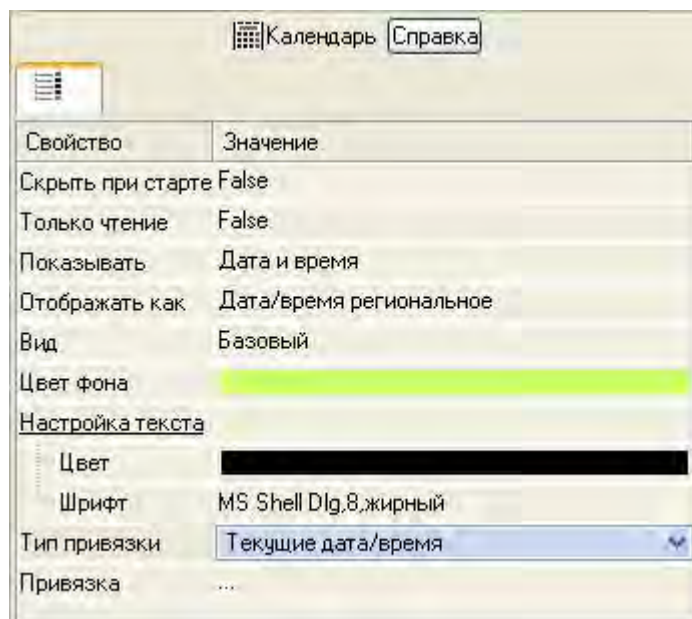 Календарь Справка
Свойство Значение
Скрыть при старте False
Только чтение False
Показывать Дата и время
Отображать как Дата/время региональное
Вид Базовый
Цвет фона
Настройка текста
Цвет
Шрифт MS Shell Dlg,8,жирный
Тип привязки Текущие дата/время
Привязка ...